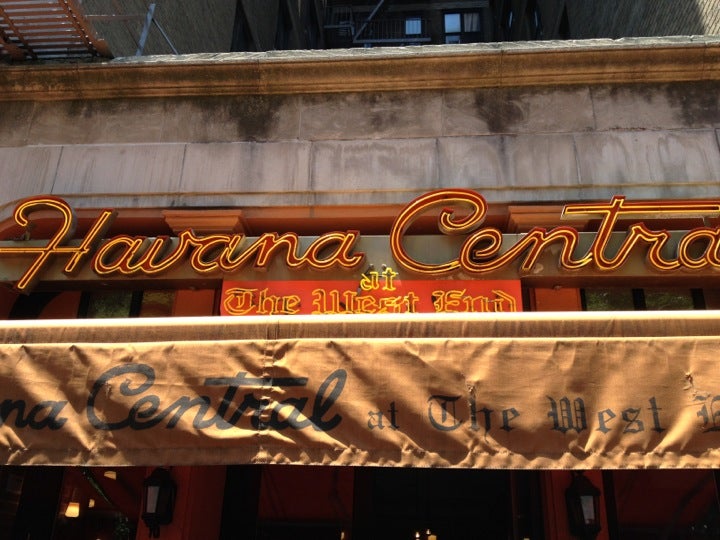 Havana Centra
at
The West End
na Central at The West E